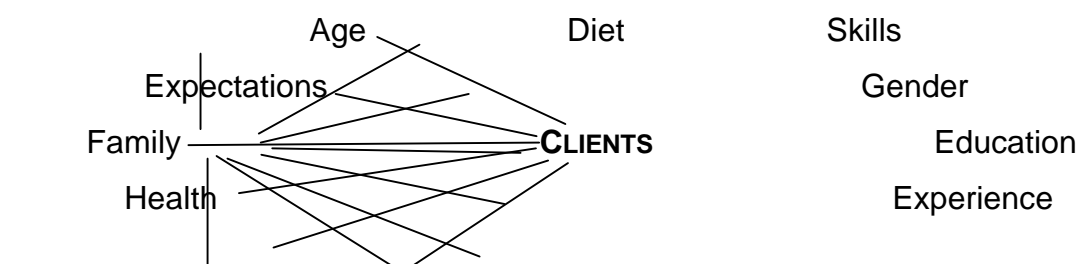 Age Diet Skills
Expectations Gender
Family CLIENTS Education
Health Experience